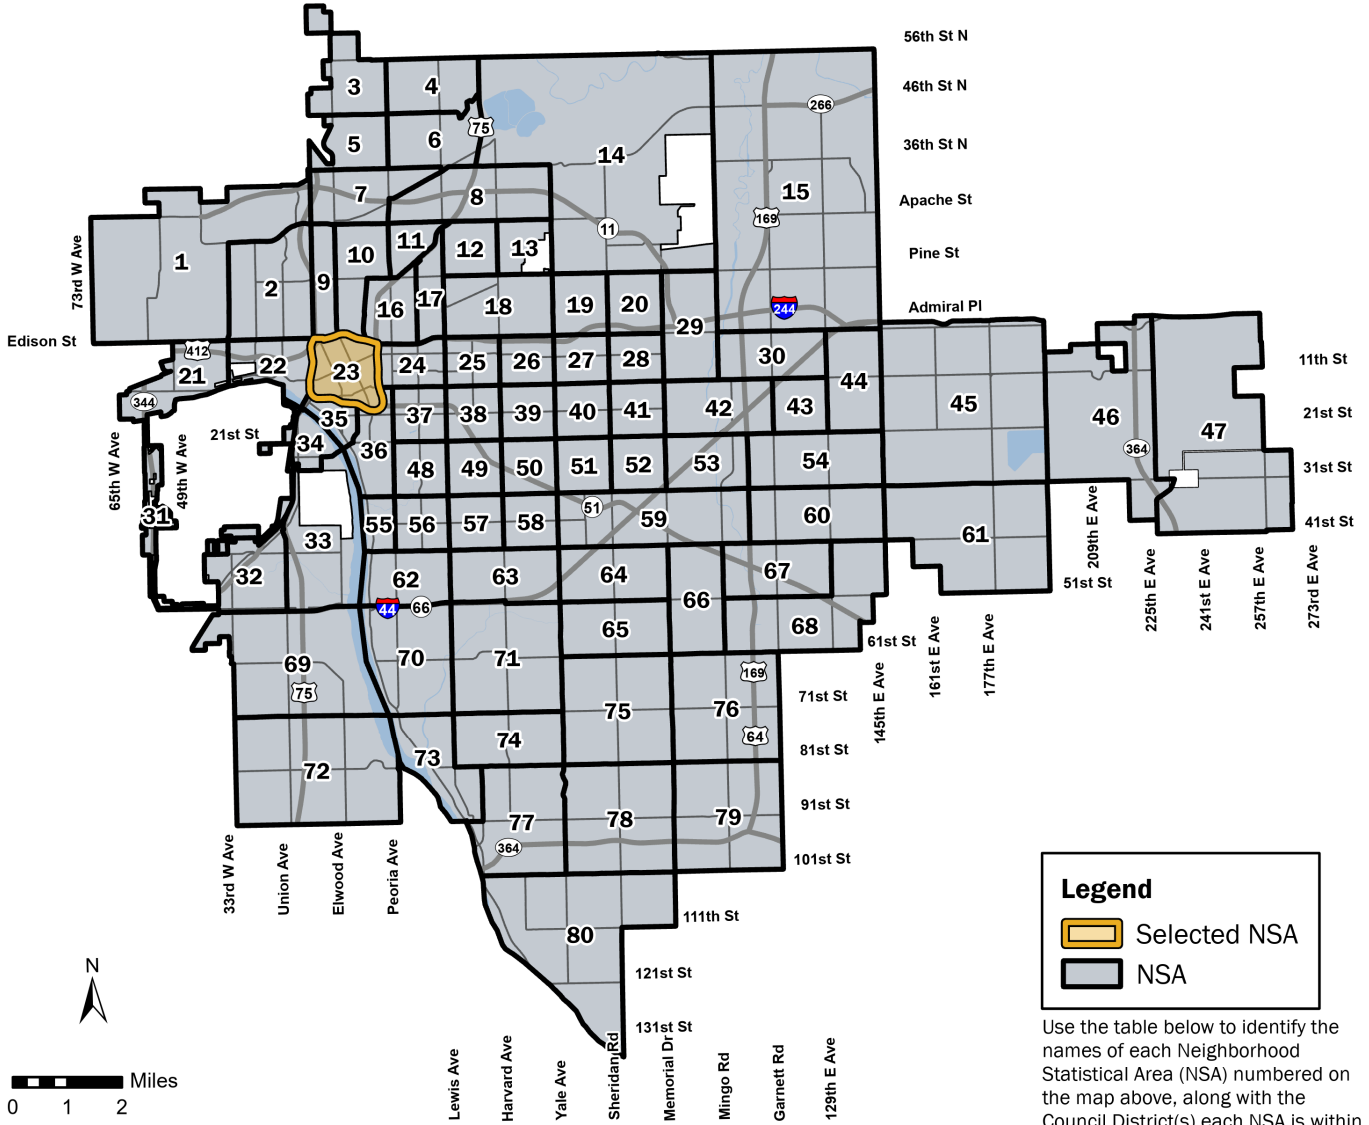 56th St N
46th St N
36th St N
Apache St
Pine St
Admiral Pl
11th St
21st St
31st St
41st St
51st St
61st St
71st St
81st St
91st St
101st St
111th St
121st St
131st St
Edison St
21st St
73rd W Ave
65th W Ave
49th W Ave
33rd W Ave
Union Ave
Elwood Ave
Peoria Ave
Lewis Ave
Harvard Ave
Yale Ave
Sheridan Rd
Memorial Dr
Mingo Rd
Garnett Rd
129th E Ave
145th E Ave
161st E Ave
177th E Ave
209th E Ave
225th E Ave
241st E Ave
257th E Ave
273rd E Ave
3 4
75
266
5 6
14
7 8
15
169
11
1 2 9 10 11 12 13
16 17 18 19 20
244
29
412
21 22 23 24 25 26 27 28 30
344
44
35 37 38 39 40 41 42 43 45 46 47
34 36
364
48 49 50 51 52 53 54
31
51
33 55 56 57 58 59 60
61
32 62 63 64 67
44 66
66
65 68
69 70 71
169
75
75 76
64
74
72 73
77 78 79
364
80
N
Miles
0 1 2
Legend
Selected NSA
NSA
Use the table below to identify the
names of each Neighborhood
Statistical Area (NSA) numbered on
the map above, along with the
Council District(s) each NSA is within